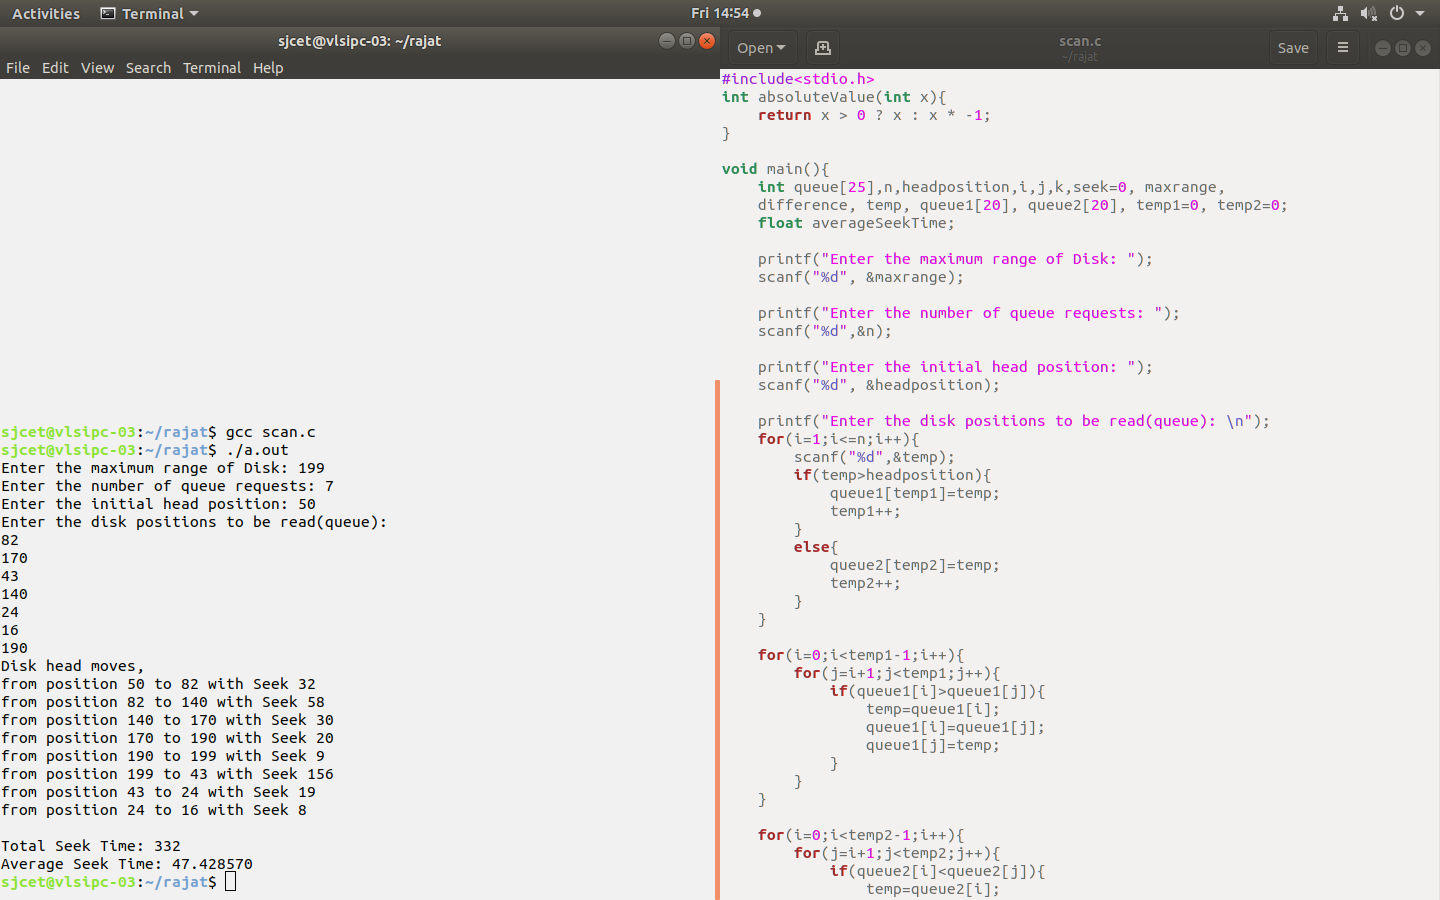 Activities Terminal Fri 14:54
sjcet@vlsipc-03: ~/rajat
File Edit View Search Terminal Help
sjcet@vlsipc-03:~/rajat$ gcc scan.c
sjcet@vlsipc-03:~/rajat$ ./a.out
Enter the maximum range of Disk: 199
Enter the number of queue requests: 7
Enter the initial head position: 50
Enter the disk positions to be read(queue):
82
170
43
140
24
16
190
Disk head moves,
from position 50 to 82 with Seek 32
from position 82 to 140 with Seek 58
from position 140 to 170 with Seek 30
from position 170 to 190 with Seek 20
from position 190 to 199 with Seek 9
from position 199 to 43 with Seek 156
from position 43 to 24 with Seek 19
from position 24 to 16 with Seek 8

Total Seek Time: 332
Average Seek Time: 47.428570
sjcet@vlsipc-03:~/rajat$
Open scan.c Save
~/rajat
#include<stdio.h>
int absoluteValue(int x){
    return x > 0 ? x : x * -1;
}

void main(){
    int queue[25],n,headposition,i,j,k,seek=0, maxrange,
    difference, temp, queue1[20], queue2[20], temp1=0, temp2=0;
    float averageSeekTime;

    printf("Enter the maximum range of Disk: ");
    scanf("%d", &maxrange);

    printf("Enter the number of queue requests: ");
    scanf("%d",&n);

    printf("Enter the initial head position: ");
    scanf("%d", &headposition);

    printf("Enter the disk positions to be read(queue): \n");
    for(i=1;i<=n;i++){
        scanf("%d",&temp);
        if(temp>headposition){
            queue1[temp1]=temp;
            temp1++;
        }
        else{
            queue2[temp2]=temp;
            temp2++;
        }
    }

    for(i=0;i<temp1-1;i++){
        for(j=i+1;j<temp1;j++){
            if(queue1[i]>queue1[j]){
                temp=queue1[i];
                queue1[i]=queue1[j];
                queue1[j]=temp;
            }
        }
    }

    for(i=0;i<temp2-1;i++){
        for(j=i+1;j<temp2;j++){
            if(queue2[i]<queue2[j]){
                temp=queue2[i];